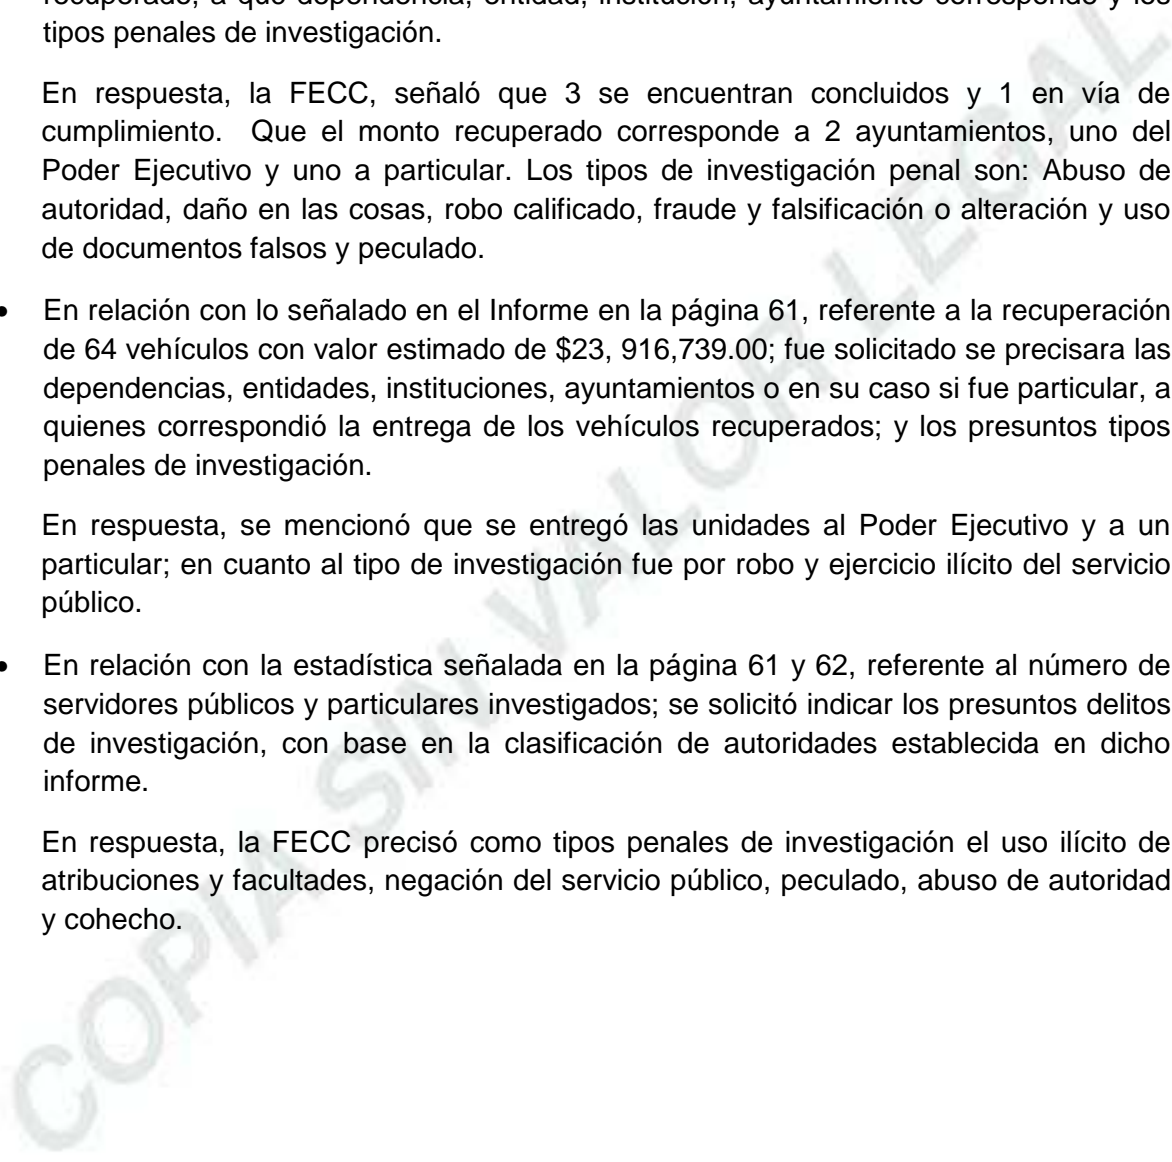 recuperado, a que dependencia, entidad, institución, ayuntamiento corresponde y los
tipos penales de investigación.
En respuesta, la FECC, señaló que 3 se encuentran concluidos y 1 en vía de
cumplimiento. Que el monto recuperado corresponde a 2 ayuntamientos, uno del
Poder Ejecutivo y uno a particular. Los tipos de investigación penal son: Abuso de
autoridad, daño en las cosas, robo calificado, fraude y falsificación o alteración y uso
de documentos falsos y peculado.
• En relación con lo señalado en el Informe en la página 61, referente a la recuperación
de 64 vehículos con valor estimado de $23, 916,739.00; fue solicitado se precisara las
dependencias, entidades, instituciones, ayuntamientos o en su caso si fue particular, a
quienes correspondió la entrega de los vehículos recuperados; y los presuntos tipos
penales de investigación.
En respuesta, se mencionó que se entregó las unidades al Poder Ejecutivo y a un
particular; en cuanto al tipo de investigación fue por robo y ejercicio ilícito del servicio
público.
• En relación con la estadística señalada en la página 61 y 62, referente al número de
servidores públicos y particulares investigados; se solicitó indicar los presuntos delitos
de investigación, con base en la clasificación de autoridades establecida en dicho
informe.
En respuesta, la FECC precisó como tipos penales de investigación el uso ilícito de
atribuciones y facultades, negación del servicio público, peculado, abuso de autoridad
y cohecho.
COPIA SIN VALOR LEGAL